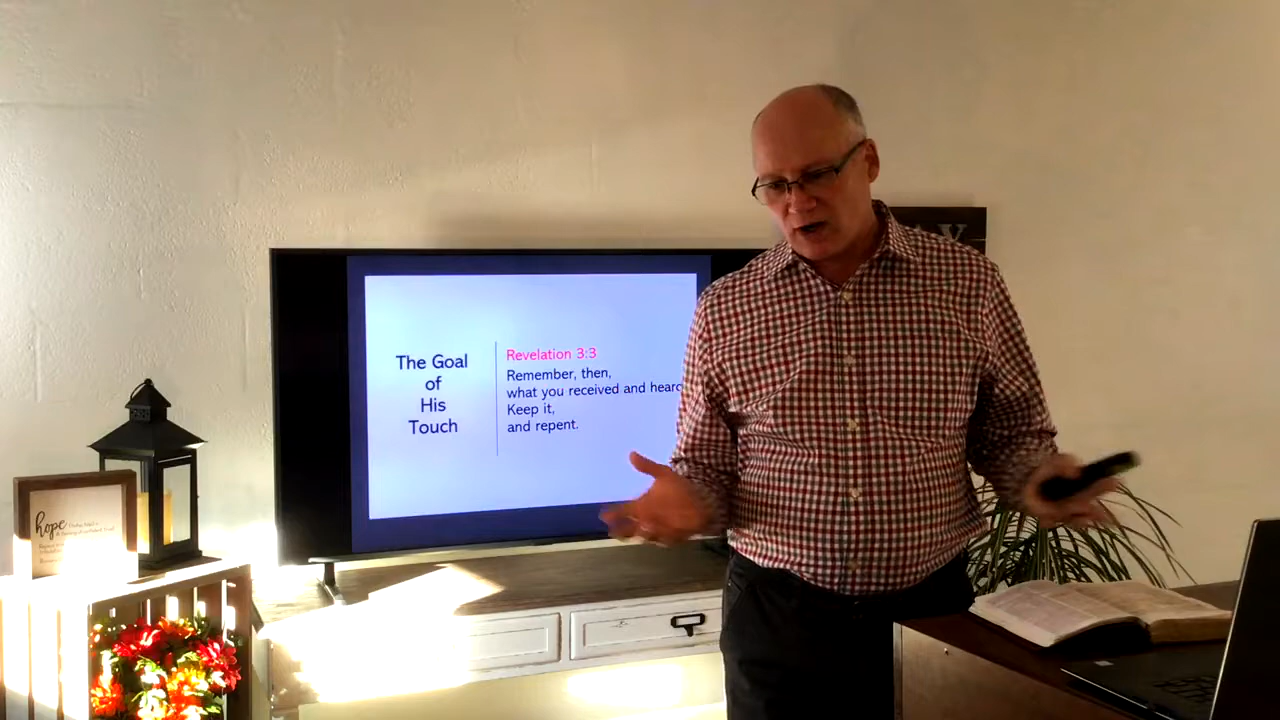 The Goal
of
His
Touch
Revelation 3:3
Remember, then,
what you received and heard
Keep it,
and repent.
hope